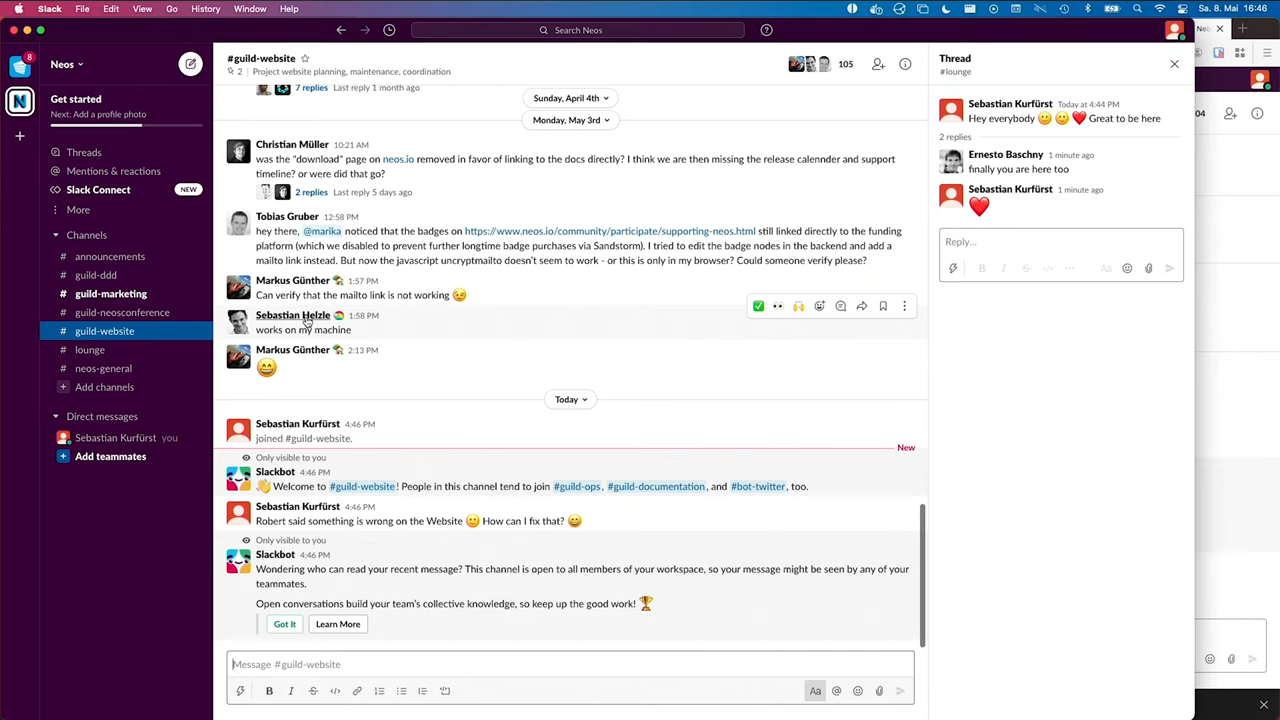 Slack File Edit View Go History Window Help Sa. 8. Mai 16:46
Search Neos
8
Neos
N
Get started
Next: Add a profile photo
Threads
Mentions & reactions
Slack Connect NEW
More
Channels
# announcements
# guild-ddd
# guild-marketing
# guild-neosconference
# guild-website
# lounge
# neos-general
+ Add channels
Direct messages
Sebastian Kurfürst you
+ Add teammates
#guild-website
2 Project website planning, maintenance, coordination
105
7 replies Last reply 1 month ago
Sunday, April 4th
Monday, May 3rd
Christian Müller 10:21 AM
was the "download" page on neos.io removed in favor of linking to the docs directly? I think we are then missing the release calennder and support
timeline? or were did that go?
2 replies Last reply 5 days ago
Tobias Gruber 12:58 PM
hey there, @marika noticed that the badges on https://www.neos.io/community/participate/supporting-neos.html still linked directly to the funding
platform (which we disabled to prevent further longtime badge purchases via Sandstorm). I tried to edit the badge nodes in the backend and add a
mailto link instead. But now the javascript uncryptmailto doesn't seem to work - or this is only in my browser? Could someone verify please?
Markus Günther 1:57 PM
Can verify that the mailto link is not working 😉
Sebastian Helzle 1:58 PM
works on my machine
Markus Günther 2:13 PM
😄
Today
Sebastian Kurfürst 4:46 PM
joined #guild-website.
New
Only visible to you
Slackbot 4:46 PM
👋 Welcome to #guild-website! People in this channel tend to join #guild-ops, #guild-documentation, and #bot-twitter, too.
Sebastian Kurfürst 4:46 PM
Robert said something is wrong on the Website 🙂 How can I fix that? 😄
Only visible to you
Slackbot 4:46 PM
Wondering who can read your recent message? This channel is open to all members of your workspace, so your message might be seen by any of your
teammates.
Open conversations build your team's collective knowledge, so keep up the good work! 🏆
Got It Learn More
Message #guild-website
B I S Aa @
Thread
#lounge
Sebastian Kurfürst Today at 4:44 PM
Hey everybody 🙂 🙂 ❤️ Great to be here
2 replies
Ernesto Baschny 1 minute ago
finally you are here too
Sebastian Kurfürst 1 minute ago
❤️
Reply...
B I S Aa
04